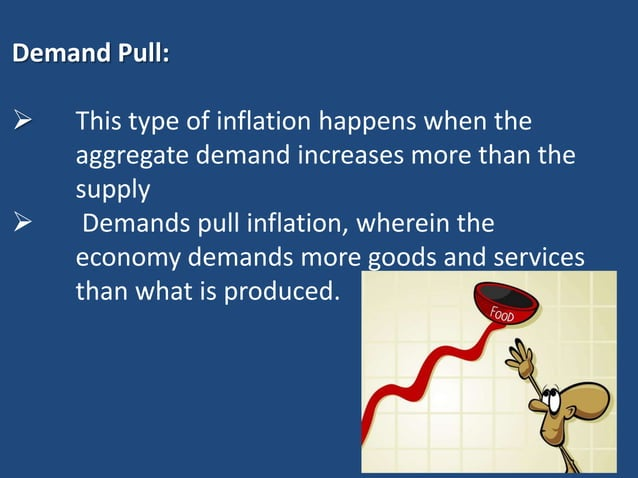 Demand Pull:
➢ This type of inflation happens when the
aggregate demand increases more than the
supply
➢ Demands pull inflation, wherein the
economy demands more goods and services
than what is produced.
FOOD